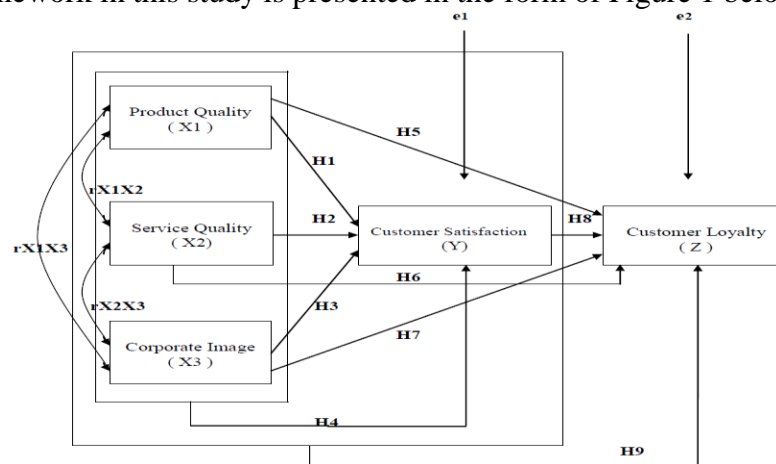 mework in this study is presented in the form of Figure 1 belo
e1
e2
Product Quality
( X1 )
H5
H1
rX1X2
Service Quality
( X2)
H2
Customer Satisfaction
(Y)
H8
Customer Loyalty
( Z )
rX1X3
H6
rX2X3
H3
H7
Corporate Image
( X3 )
H4
H9